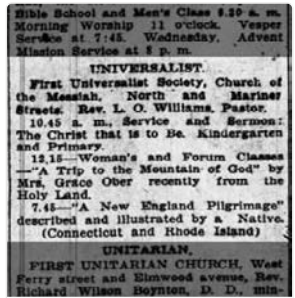 Bible School and Men's Class 9.30 a. m.
Morning Worship 11 o'clock. Vesper
Service at 7:45. Wednesday, Advent
Mission Service at 8 p. m.
UNIVERSALIST.
First Universalist Society, Church of
the Messiah, North and Mariner
Streets. Rev. L. O. Williams, Pastor.
10.45 a. m., Service and Sermon:
The Christ that is to Be. Kindergarten
and Primary.
12.15—Woman's and Forum Classes
—"A Trip to the Mountain of God" by
Mrs. Grace Ober recently from the
Holy Land.
7.45—"A New England Pilgrimage"
described and illustrated by a Native.
(Connecticut and Rhode Island)
UNITARIAN.
FIRST UNITARIAN CHURCH, West
Ferry street and Elmwood avenue, Rev.
Richard Wilson Boynton, D. D., min-